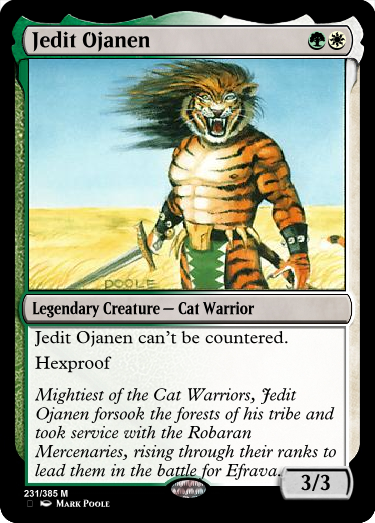 Jedit Ojanen
POOLE
Legendary Creature — Cat Warrior
Jedit Ojanen can't be countered.
Hexproof
Mightiest of the Cat Warriors, Jedit
Ojanen forsook the forests of his tribe and
took service with the Robaran
Mercenaries, rising through their ranks to
lead them in the battle for Efrava.
3/3
231/385 M
Mark Poole